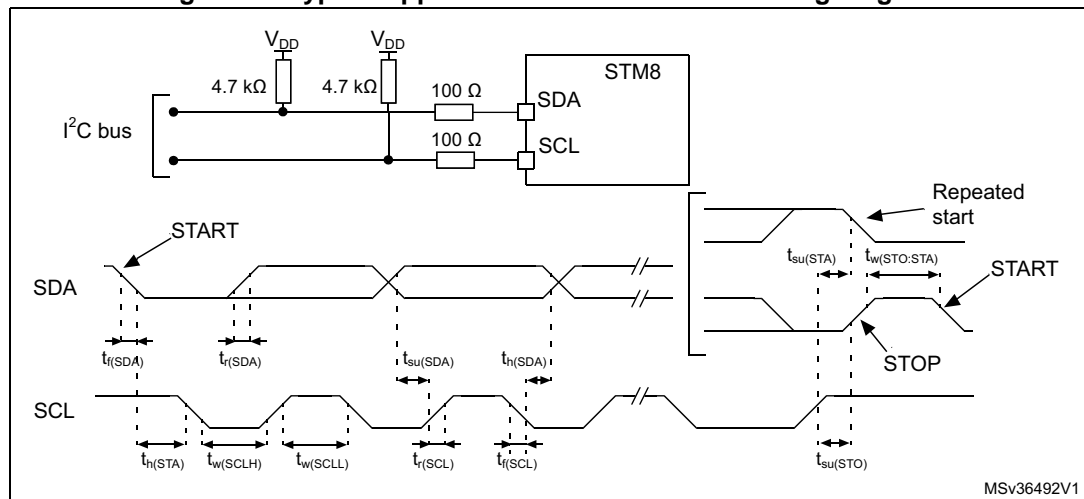 V_DD V_DD
STM8
4.7 kΩ 4.7 kΩ 100 Ω
SDA
I²C bus
100 Ω
SCL
Repeated
start
START
t_su(STA) t_w(STO:STA)
START
SDA
t_f(SDA) t_r(SDA) t_su(SDA) t_h(SDA)
STOP
SCL
t_h(STA) t_w(SCLH) t_w(SCLL) t_r(SCL) t_f(SCL) t_su(STO)
MSv36492V1